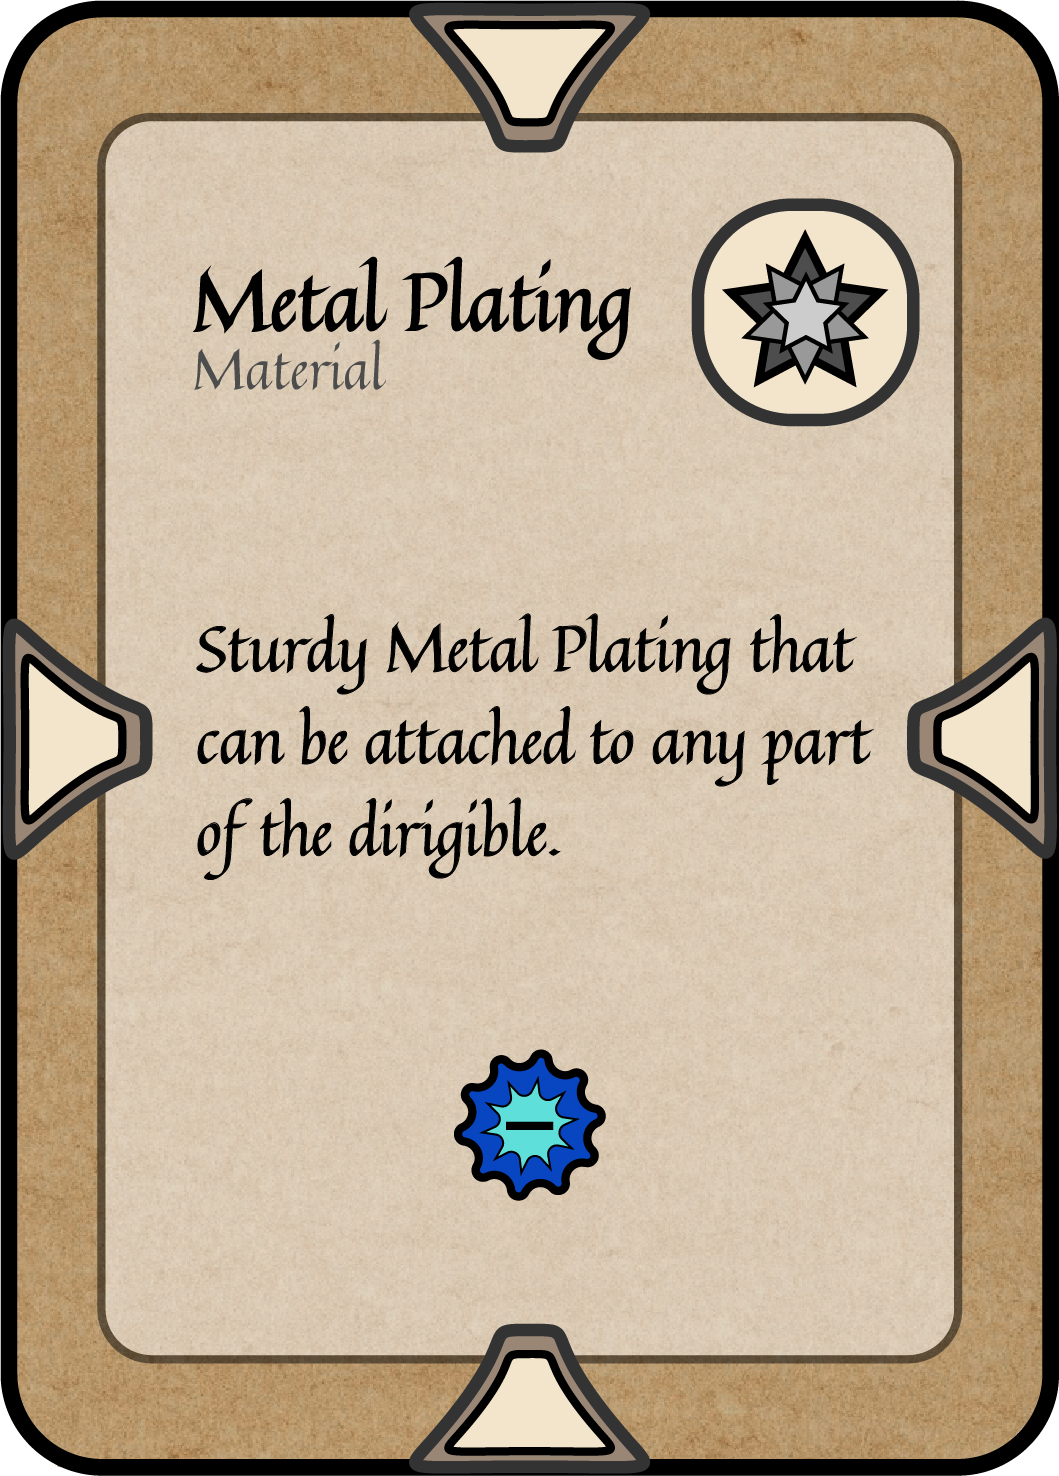 Metal Plating
Material
Sturdy Metal Plating that
can be attached to any part
of the dirigible.